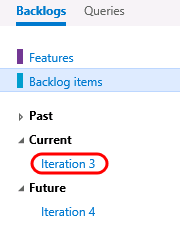 Backlogs Queries
Features
Backlog items
Past
Current
Iteration 3
Future
Iteration 4